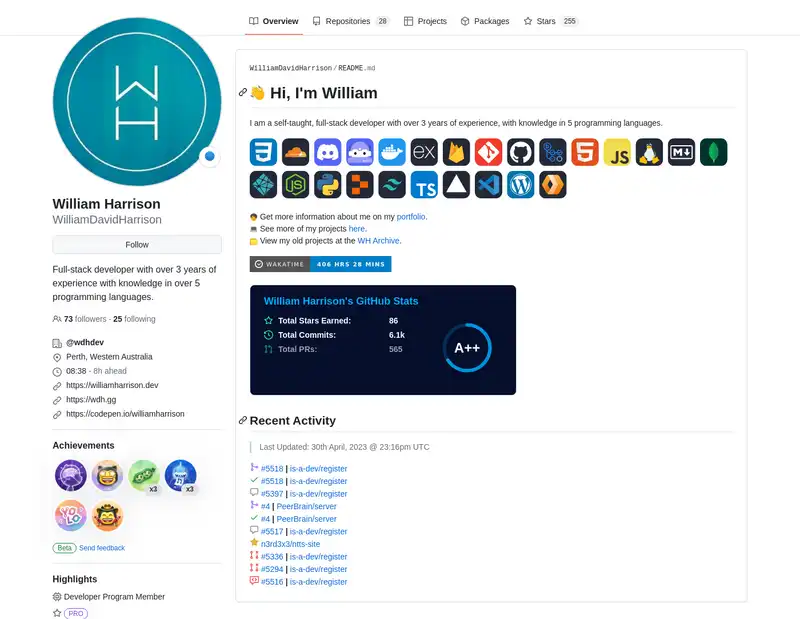 Overview
Repositories 28
Projects
Packages
Stars 255
William Harrison
WilliamDavidHarrison
Follow
Full-stack developer with over 3 years of
experience with knowledge in over 5
programming languages.
73 followers · 25 following
@wdhdev
Perth, Western Australia
08:38 - 8h ahead
https://williamharrison.dev
https://wdh.gg
https://codepen.io/williamharrison
Achievements
x3
x3
YOLO
Beta Send feedback
Highlights
Developer Program Member
PRO
WilliamDavidHarrison/README.md
👋 Hi, I'm William
I am a self-taught, full-stack developer with over 3 years of experience, with knowledge in 5 programming languages.
EX
JS
JS
M
TS
Get more information about me on my portfolio.
See more of my projects here.
View my old projects at the WH Archive.
WAKATIME 406 HRS 28 MINS
William Harrison's GitHub Stats
Total Stars Earned: 86
Total Commits: 6.1k
Total PRs: 565
A++
Recent Activity
Last Updated: 30th April, 2023 @ 23:16pm UTC
#5518 | is-a-dev/register
#5518 | is-a-dev/register
#5397 | is-a-dev/register
#4 | PeerBrain/server
#4 | PeerBrain/server
#5517 | is-a-dev/register
n3rd3x3/ntts-site
#5336 | is-a-dev/register
#5294 | is-a-dev/register
#5516 | is-a-dev/register